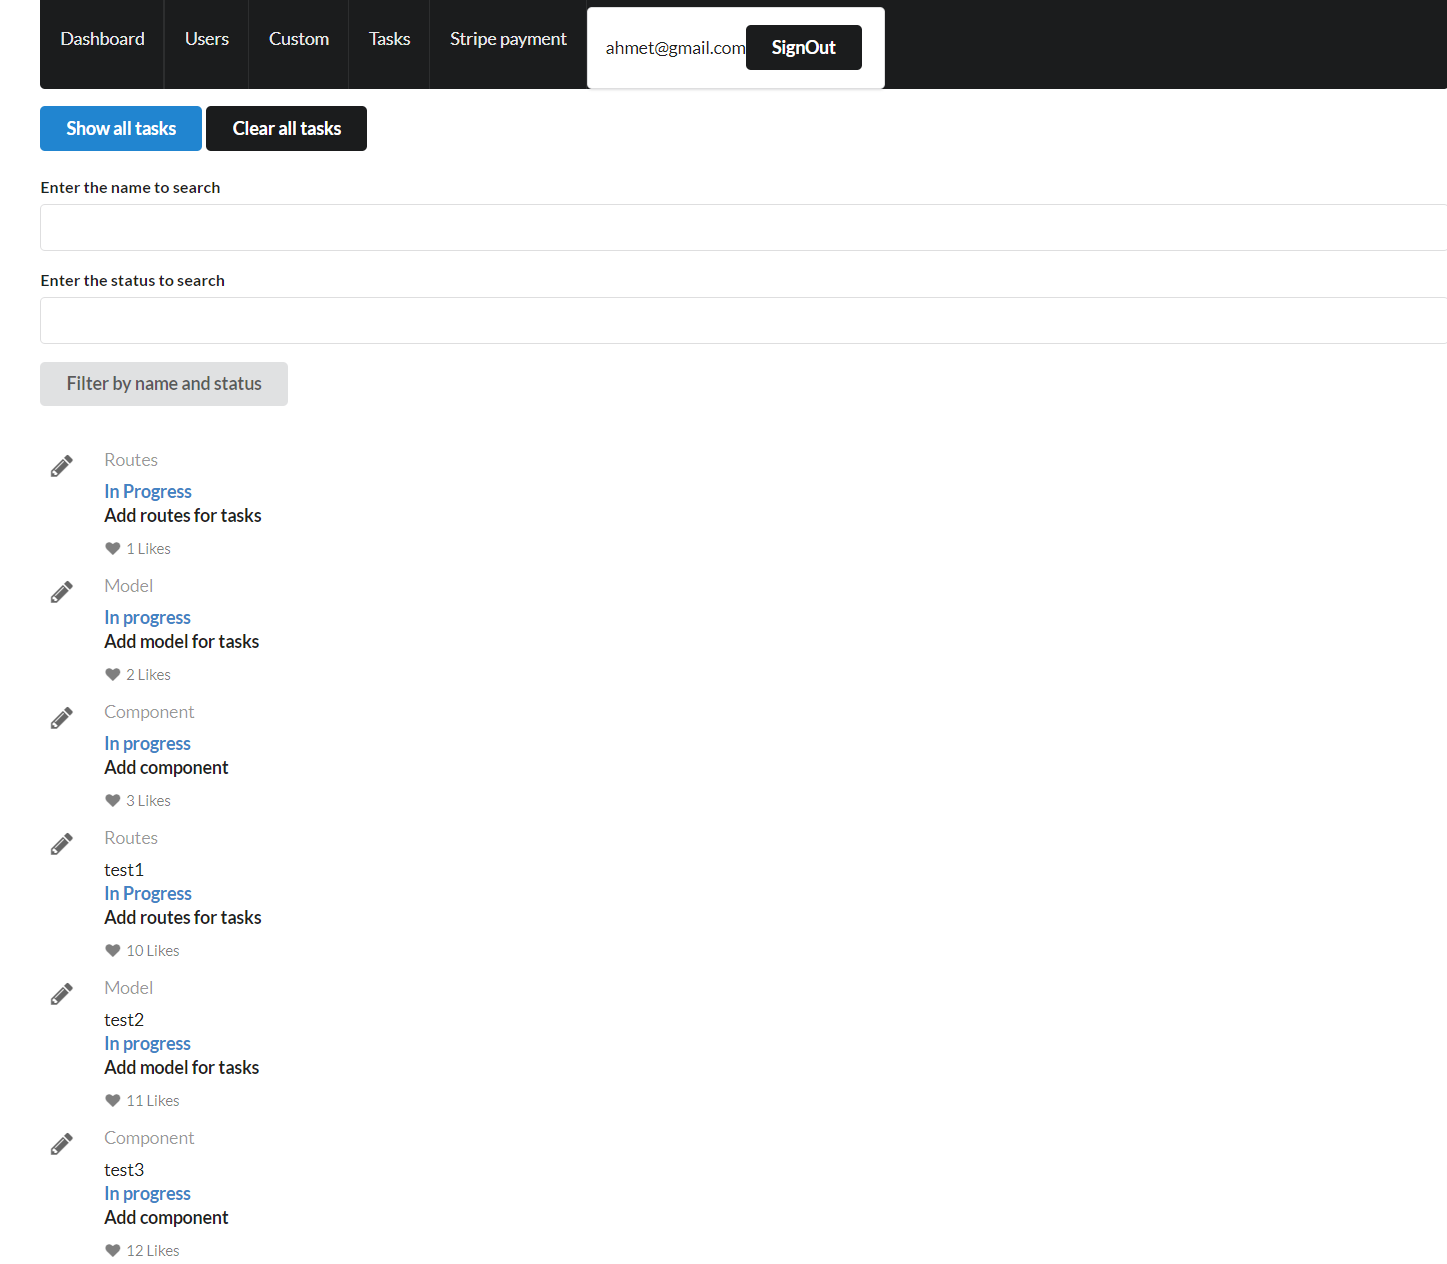 Dashboard Users Custom Tasks Stripe payment ahmet@gmail.com SignOut
Show all tasks Clear all tasks
Enter the name to search
Enter the status to search
Filter by name and status
Routes
In Progress
Add routes for tasks
1 Likes
Model
In progress
Add model for tasks
2 Likes
Component
In progress
Add component
3 Likes
Routes
test1
In Progress
Add routes for tasks
10 Likes
Model
test2
In progress
Add model for tasks
11 Likes
Component
test3
In progress
Add component
12 Likes